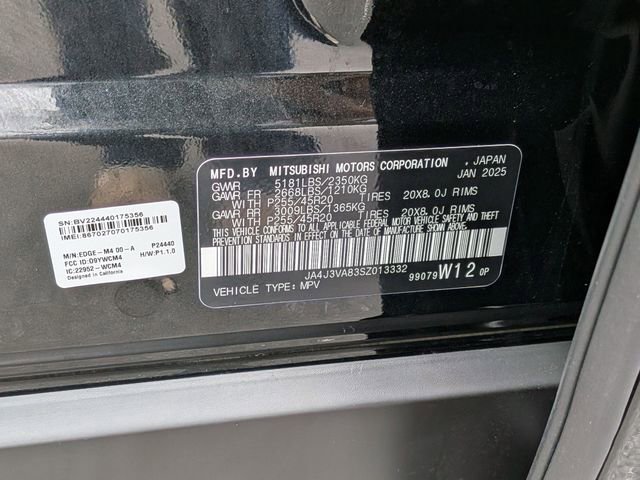 SN:BV224440175356
IMEI:867027070175356
M/N:EDGE-M4 00-A P24440
FCC ID:D9YWCM4 H/W:P1.1.0
IC:22952-WCM4
Designed in California
MFD.BY MITSUBISHI MOTORS CORPORATION , JAPAN
JAN 2025
GWWR 5181LBS/2350KG
GAWR FR 2668LBS/1210KG
WITH P255/45R20 TIRES 20X8.0J RIMS
GAWR RR 3009LBS/1365KG
WITH P255/45R20 TIRES 20X8.0J RIMS
THIS VEHICLE CONFORMS TO ALL APPLICABLE FEDERAL MOTOR
VEHICLE SAFETY, BUMPER, AND THEFT
PREVENTION STANDARDS IN EFFECT ON THE DATE OF MANUFACTURE
SHOWN ABOVE.
JA4J3VA83SZ013332
99079 W12 0P
VEHICLE TYPE: MPV